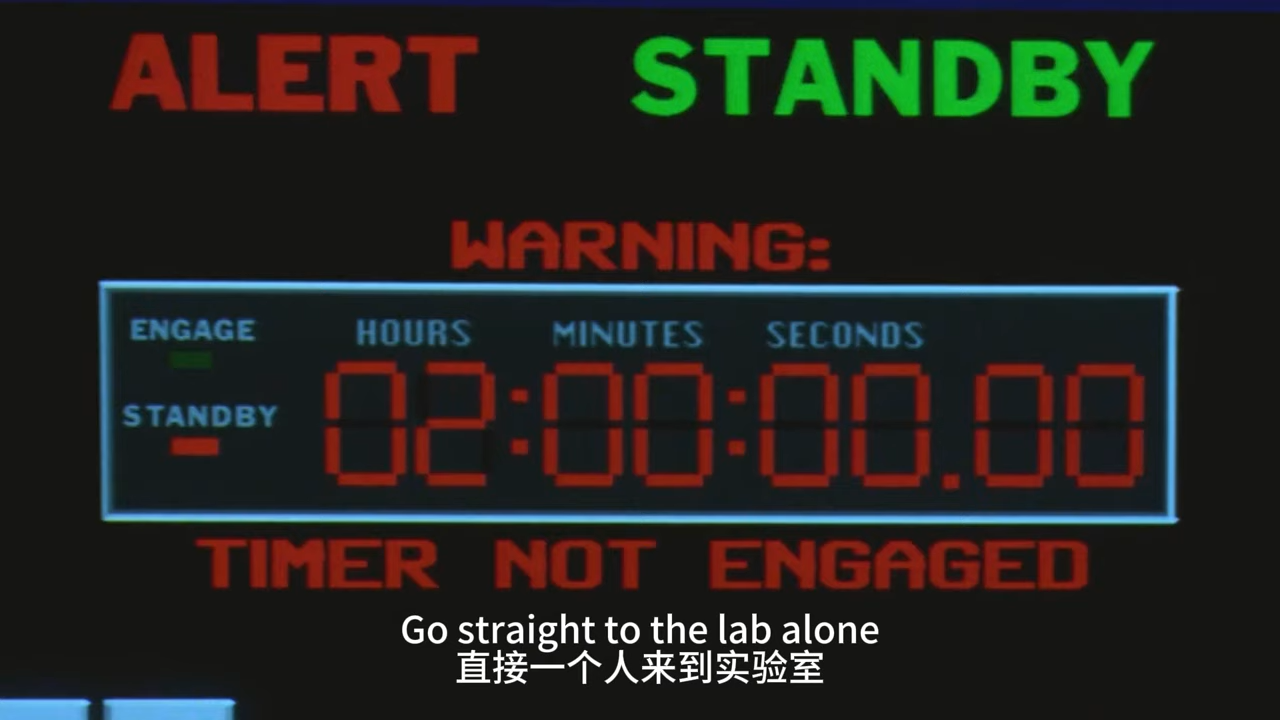 ALERT STANDBY
WARNING:
ENGAGE HOURS MINUTES SECONDS
STANDBY 02:00:00.00
TIMER NOT ENGAGED
Go straight to the lab alone
直接一个人来到实验室